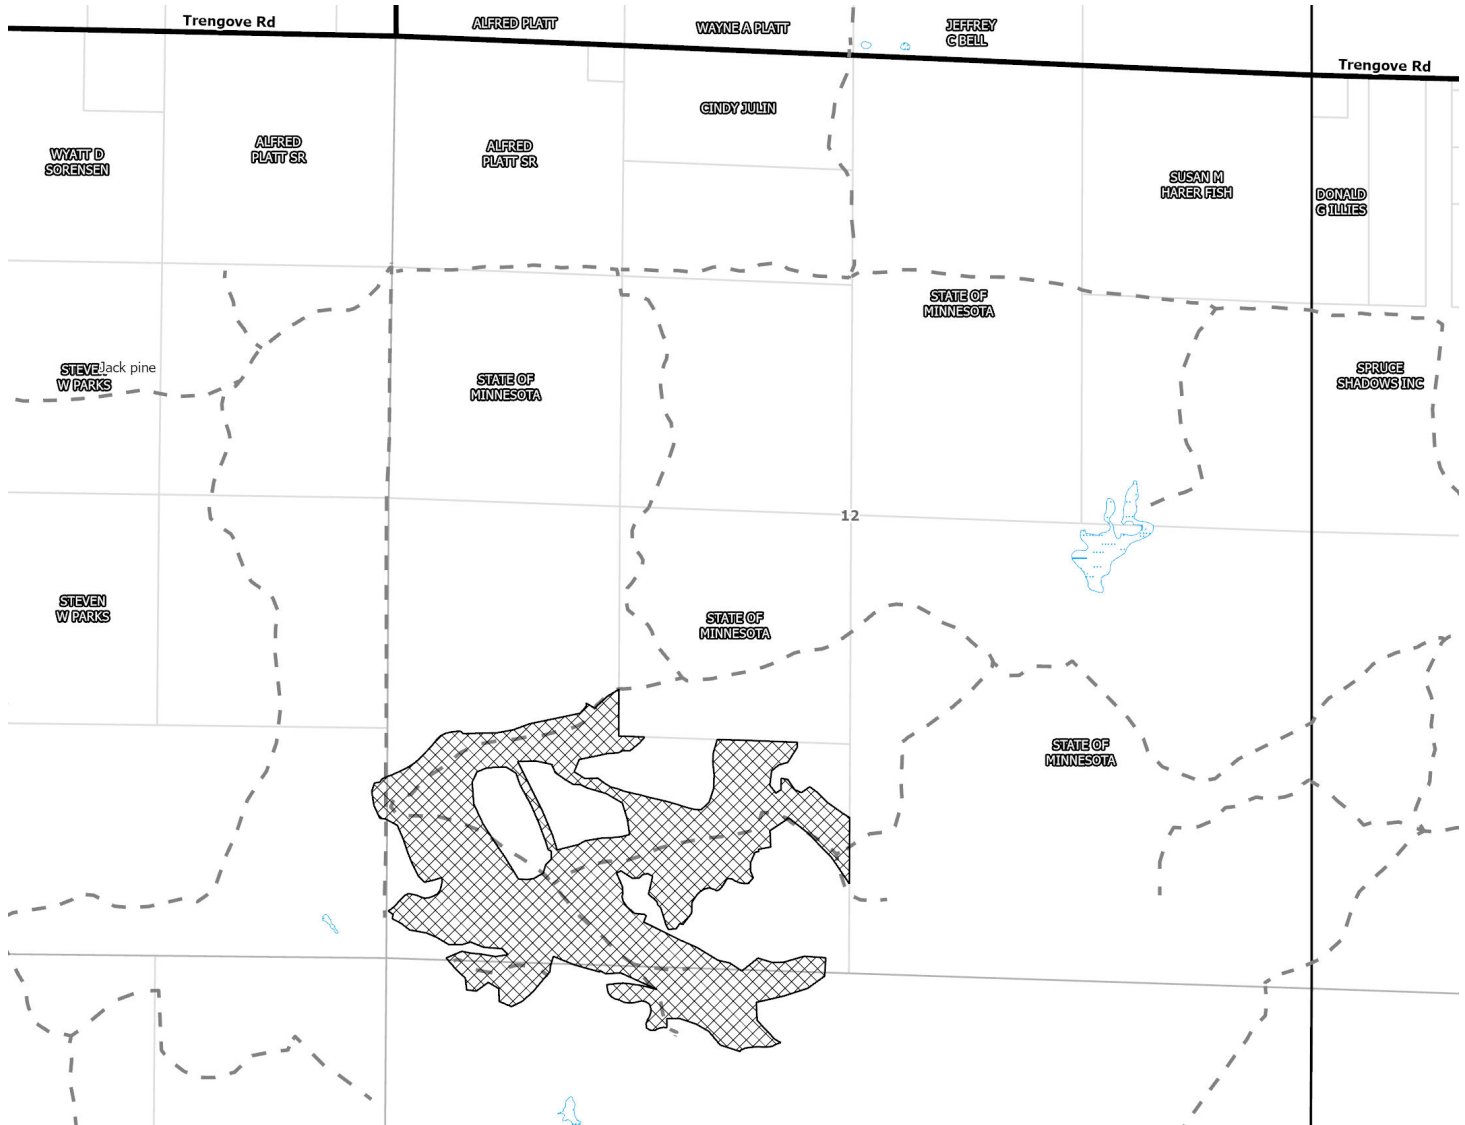 Trengove Rd
ALFRED PLATT
WAYNE A PLATT
JEFFREY
C BELL
Trengove Rd
CINDY JULIN
WYATT D
SORENSEN
ALFRED
PLATT SR
ALFRED
PLATT SR
SUSAN M
HARER FISH
DONALD
G ILLIES
STATE OF
MINNESOTA
STEVEN
W PARKS
Jack pine
STATE OF
MINNESOTA
SPRUCE
SHADOWS INC
12
STEVEN
W PARKS
STATE OF
MINNESOTA
STATE OF
MINNESOTA